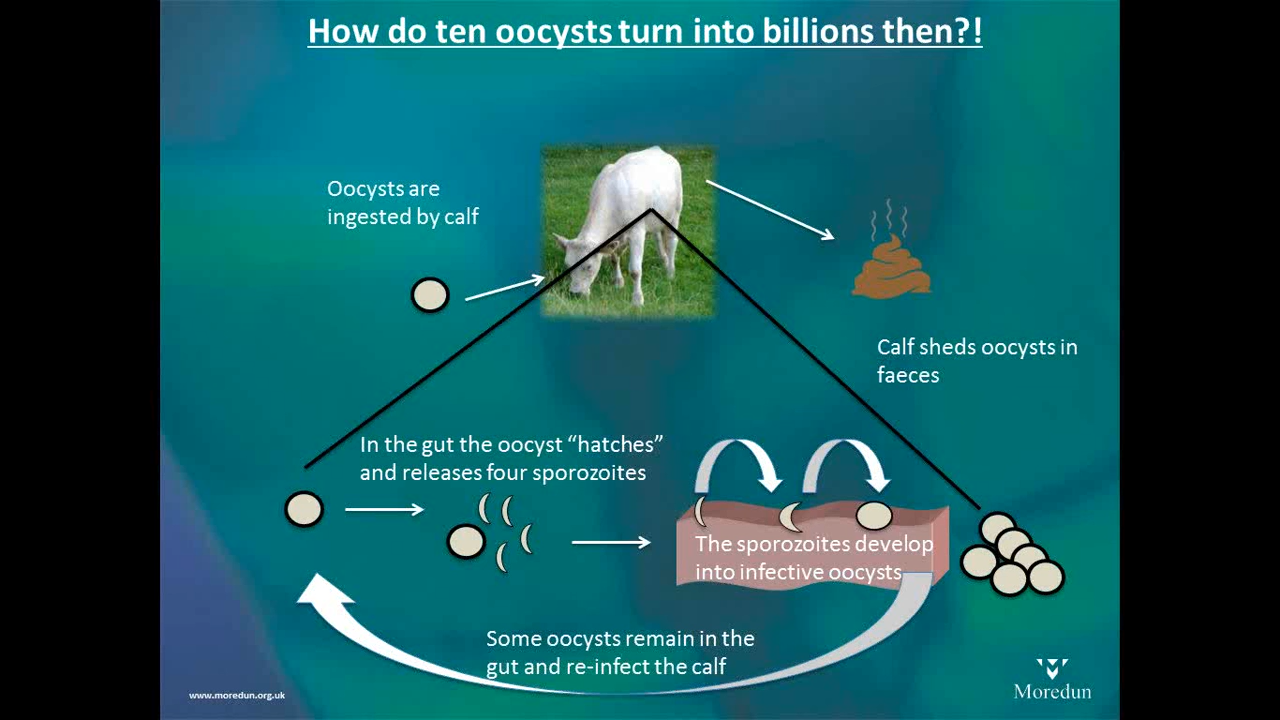 How do ten oocysts turn into billions then?!
Oocysts are
ingested by calf
Calf sheds oocysts in
faeces
In the gut the oocyst “hatches”
and releases four sporozoites
The sporozoites develop
into infective oocysts
Some oocysts remain in the
gut and re-infect the calf
www.moredun.org.uk
Moredun